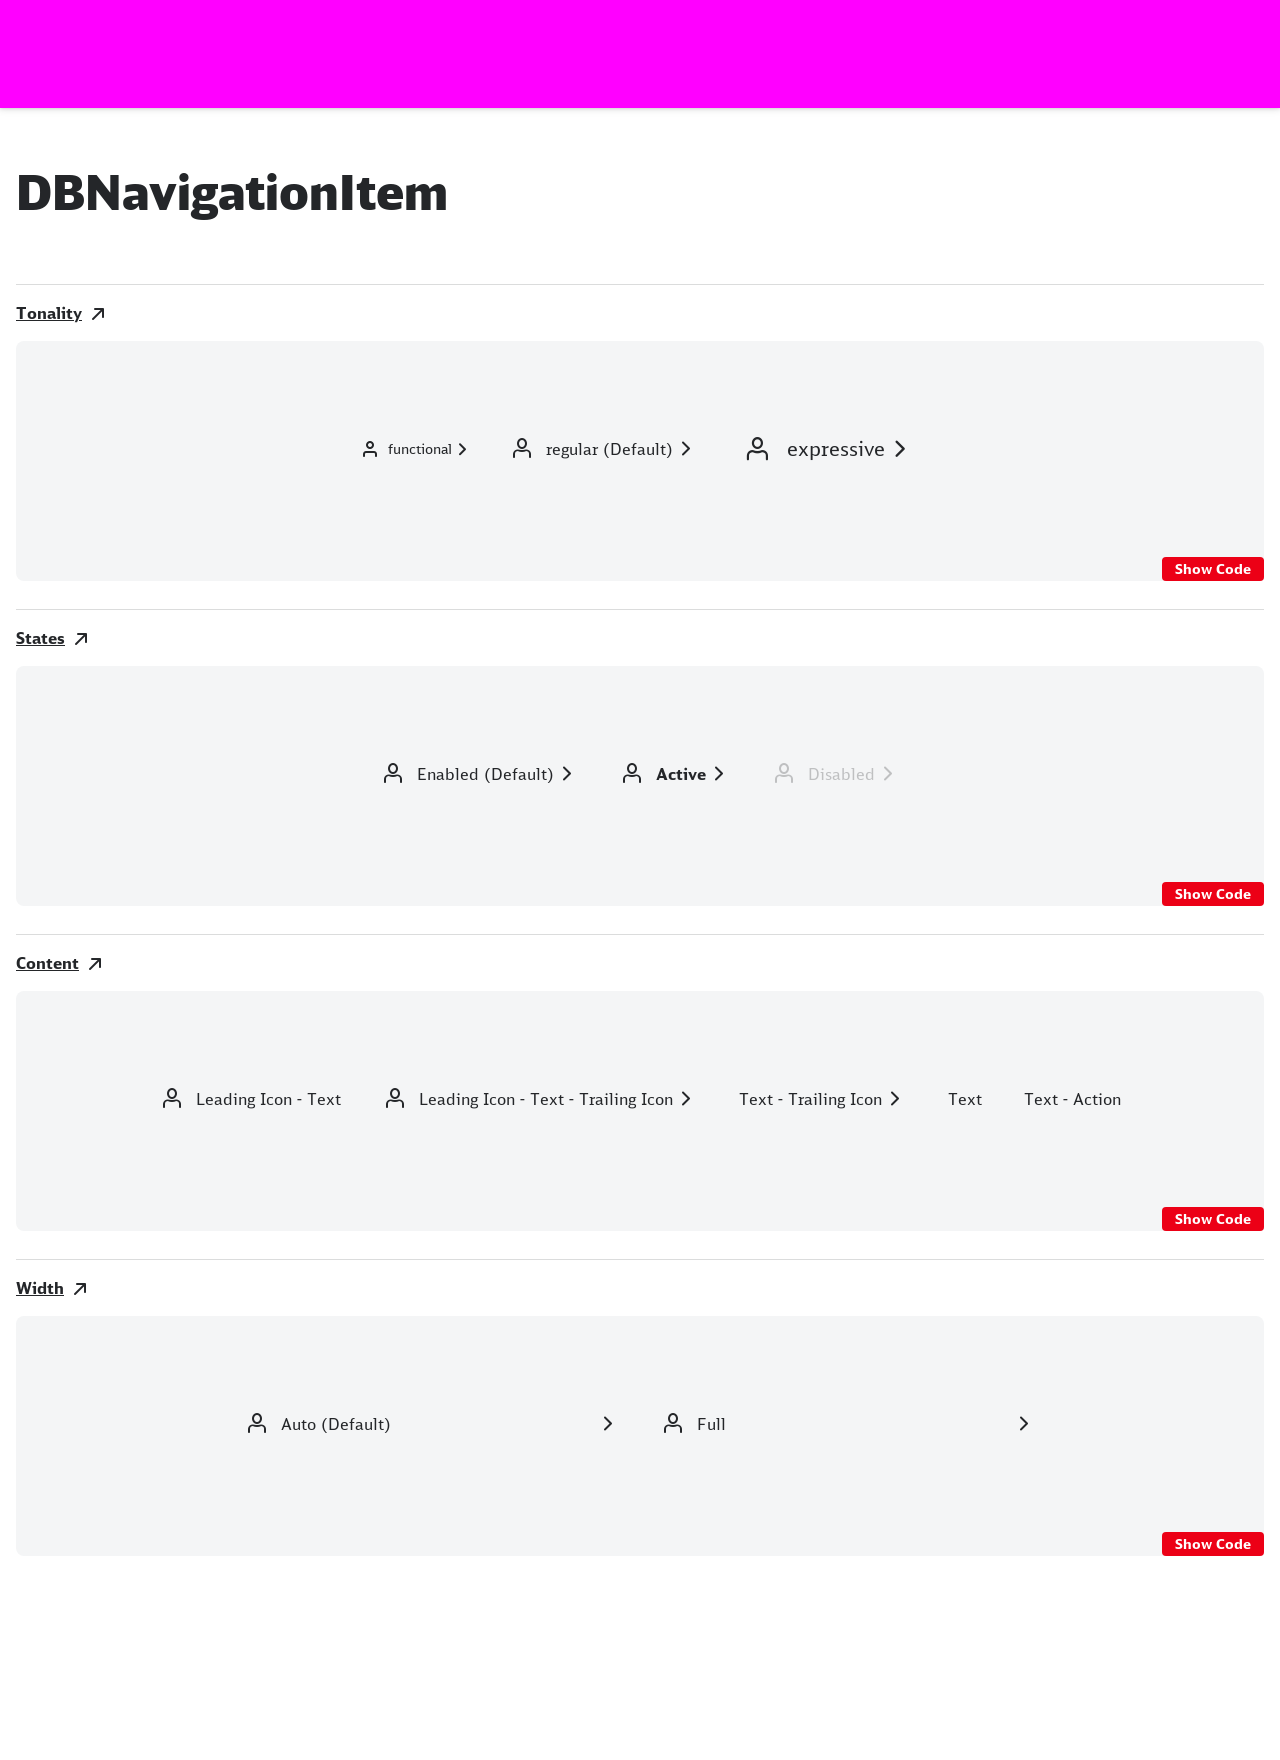 DBNavigationItem
Tonality
functional regular (Default) expressive
Show Code
States
Enabled (Default) Active Disabled
Show Code
Content
Leading Icon - Text Leading Icon - Text - Trailing Icon Text - Trailing Icon Text Text - Action
Show Code
Width
Auto (Default) Full
Show Code